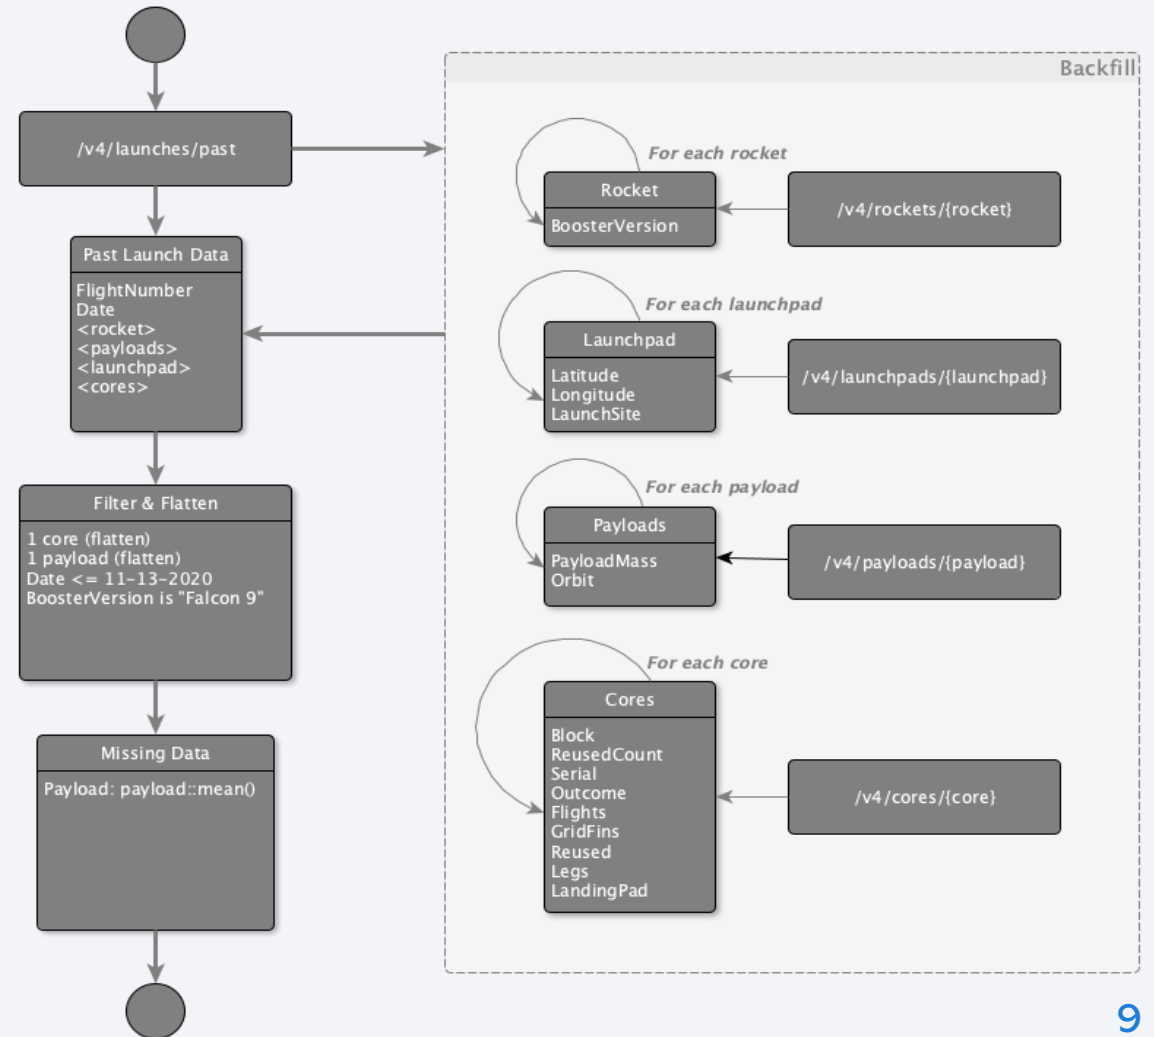 /v4/launches/past
Past Launch Data
FlightNumber
Date
<rocket>
<payloads>
<launchpad>
<cores>
Filter & Flatten
1 core (flatten)
1 payload (flatten)
Date <= 11-13-2020
BoosterVersion is "Falcon 9"
Missing Data
Payload: payload::mean()
Backfill
For each rocket
Rocket
BoosterVersion
/v4/rockets/{rocket}
For each launchpad
Launchpad
Latitude
Longitude
LaunchSite
/v4/launchpads/{launchpad}
For each payload
Payloads
PayloadMass
Orbit
/v4/payloads/{payload}
For each core
Cores
Block
ReusedCount
Serial
Outcome
Flights
GridFins
Reused
Legs
LandingPad
/v4/cores/{core}
9